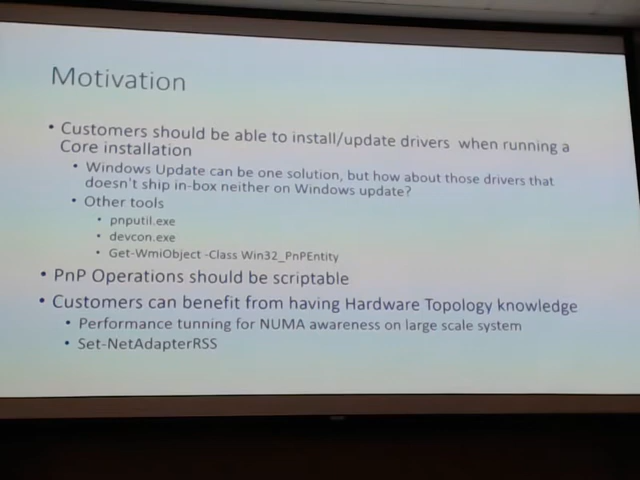 Motivation
• Customers should be able to install/update drivers when running a
Core installation
• Windows Update can be one solution, but how about those drivers that
doesn't ship in-box neither on Windows update?
• Other tools
• pnputil.exe
• devcon.exe
• Get-WmiObject -Class Win32_PnPEntity
• PnP Operations should be scriptable
• Customers can benefit from having Hardware Topology knowledge
• Performance tunning for NUMA awareness on large scale system
• Set-NetAdapterRSS